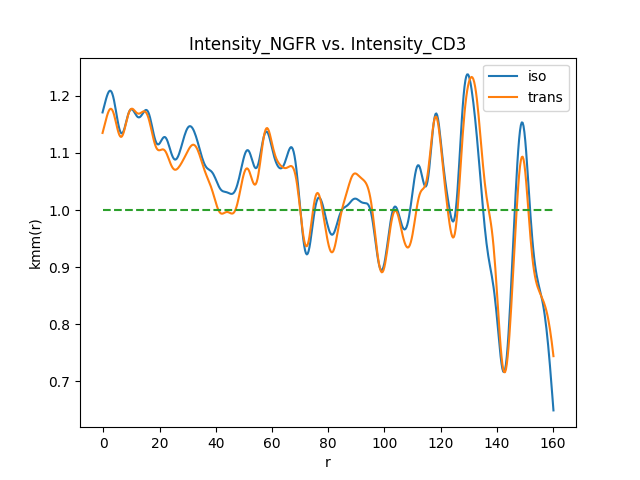 Intensity_NGFR vs. Intensity_CD3
iso
trans
1.2
1.1
1.0
0.9
0.8
0.7
kmm(r)
0 20 40 60 80 100 120 140 160
r